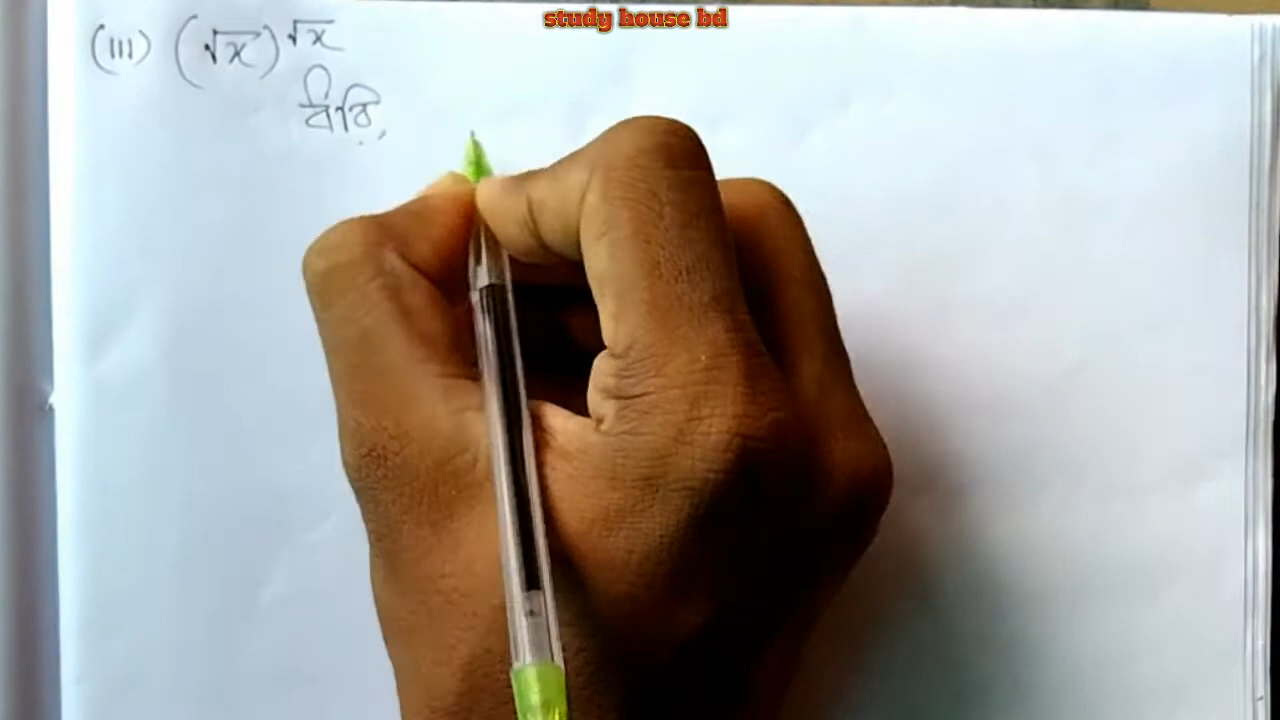 study house bd
(III) (√x)^√x
ধরি,